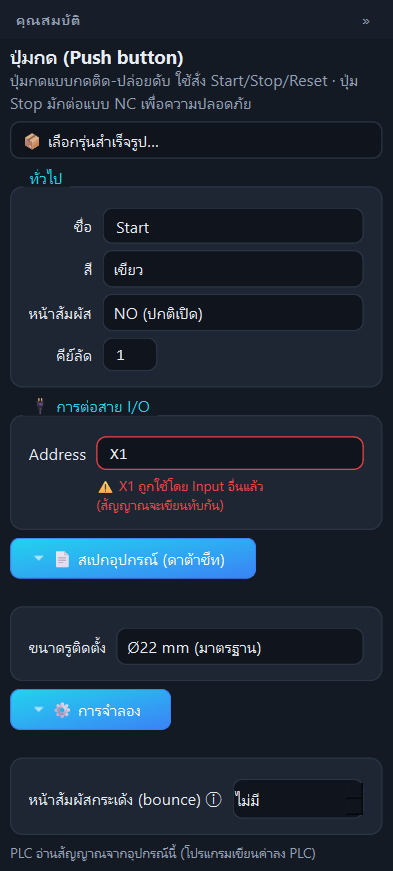 คุณสมบัติ »
ปุ่มกด (Push button)
ปุ่มกดแบบกดติด-ปล่อยดับ ใช้สั่ง Start/Stop/Reset · ปุ่ม
Stop มักต่อแบบ NC เพื่อความปลอดภัย
📦 เลือกรุ่นสำเร็จรูป...
ทั่วไป
ชื่อ Start
สี เขียว
หน้าสัมผัส NO (ปกติเปิด)
คีย์ลัด 1
🔌 การต่อสาย I/O
Address X1
⚠️ X1 ถูกใช้โดย Input อื่นแล้ว
(สัญญาณจะเขียนทับกัน)
📄 สเปกอุปกรณ์ (ดาต้าชีท)
ขนาดรูติดตั้ง Ø22 mm (มาตรฐาน)
⚙️ การจำลอง
หน้าสัมผัสกระเด้ง (bounce) ⓘ ไม่มี
PLC อ่านสัญญาณจากอุปกรณ์นี้ (โปรแกรมเขียนค่าลง PLC)